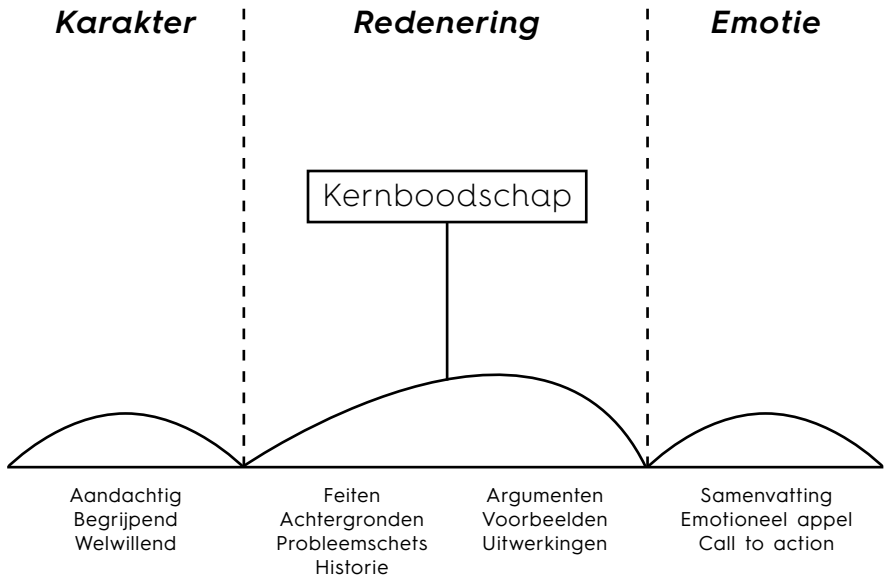 Karakter
Redenering
Emotie
Kernboodschap
Aandachtig
Begrijpend
Welwillend
Feiten
Achtergronden
Probleemschets
Historie
Argumenten
Voorbeelden
Uitwerkingen
Samenvatting
Emotioneel appel
Call to action